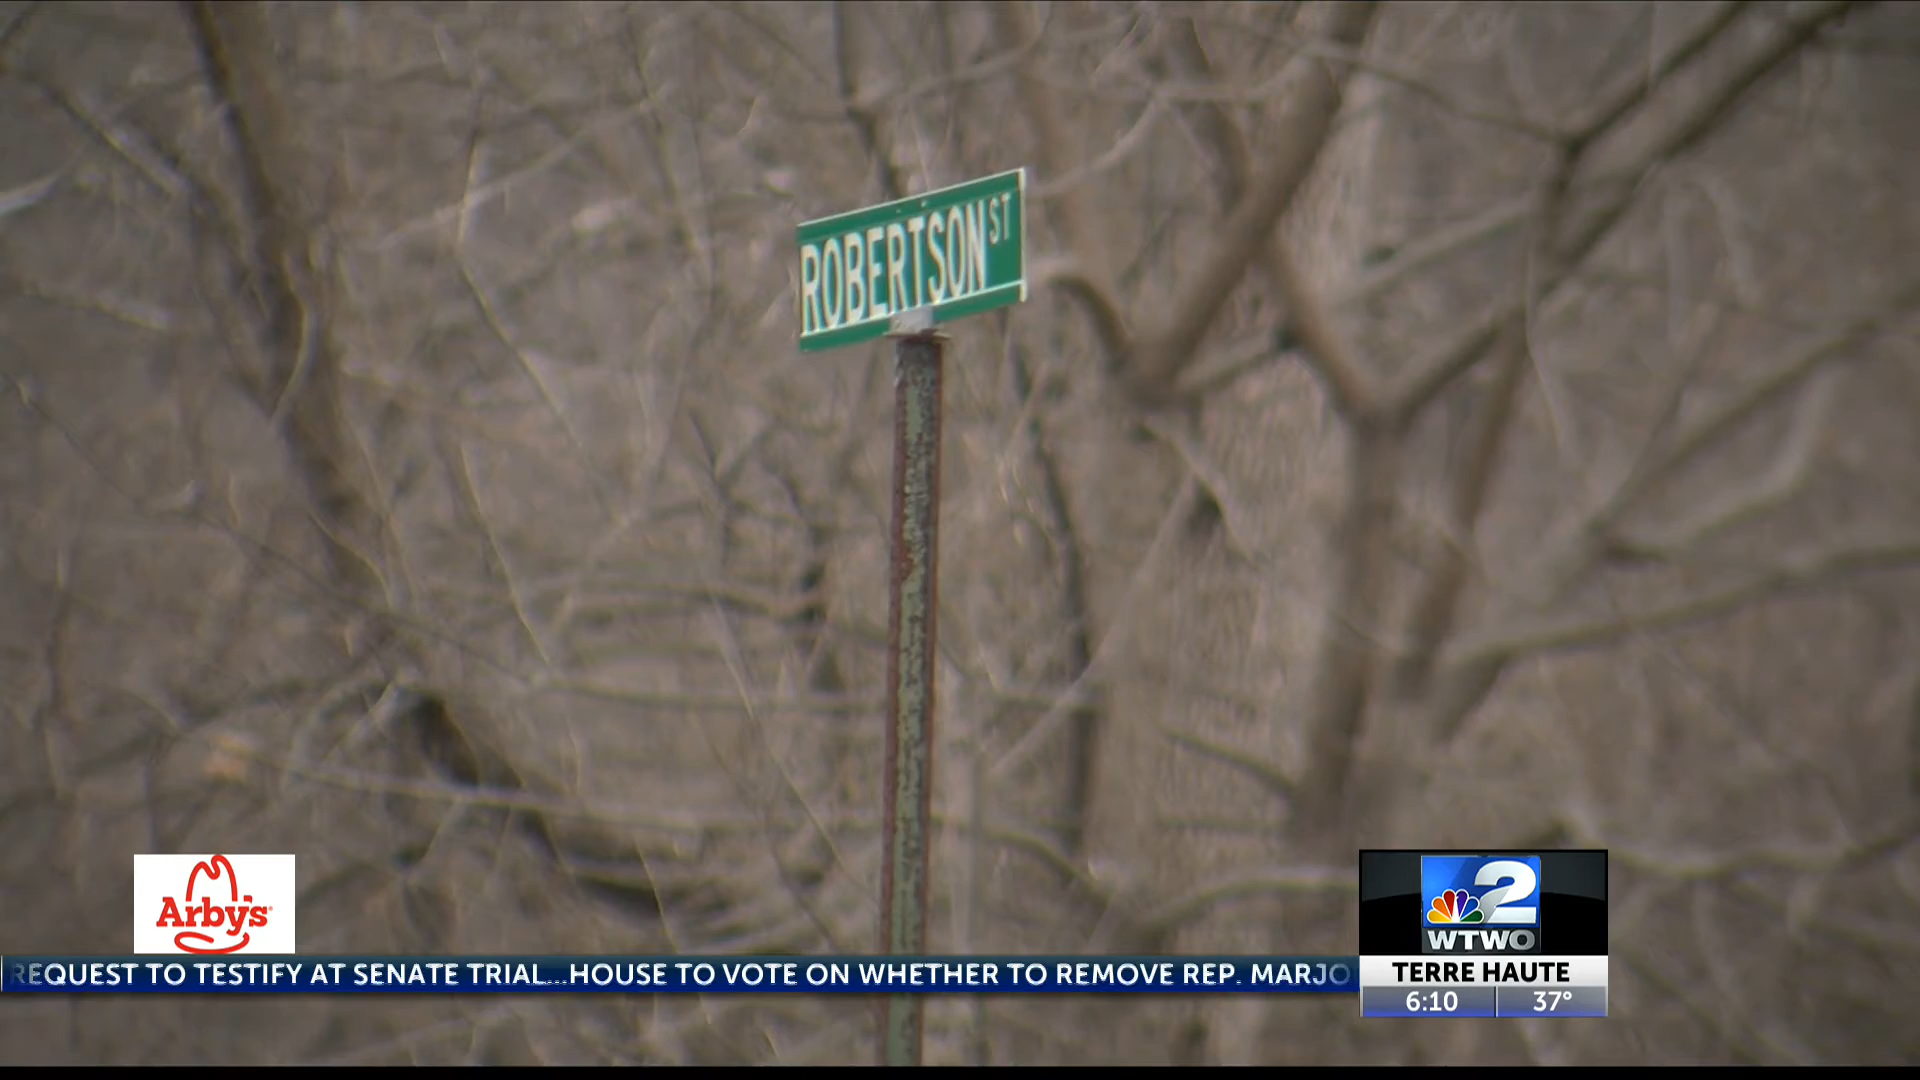 ROBERTSON ST
Arby's
2
WTWO
REQUEST TO TESTIFY AT SENATE TRIAL...HOUSE TO VOTE ON WHETHER TO REMOVE REP. MARJO
TERRE HAUTE
6:10 37°